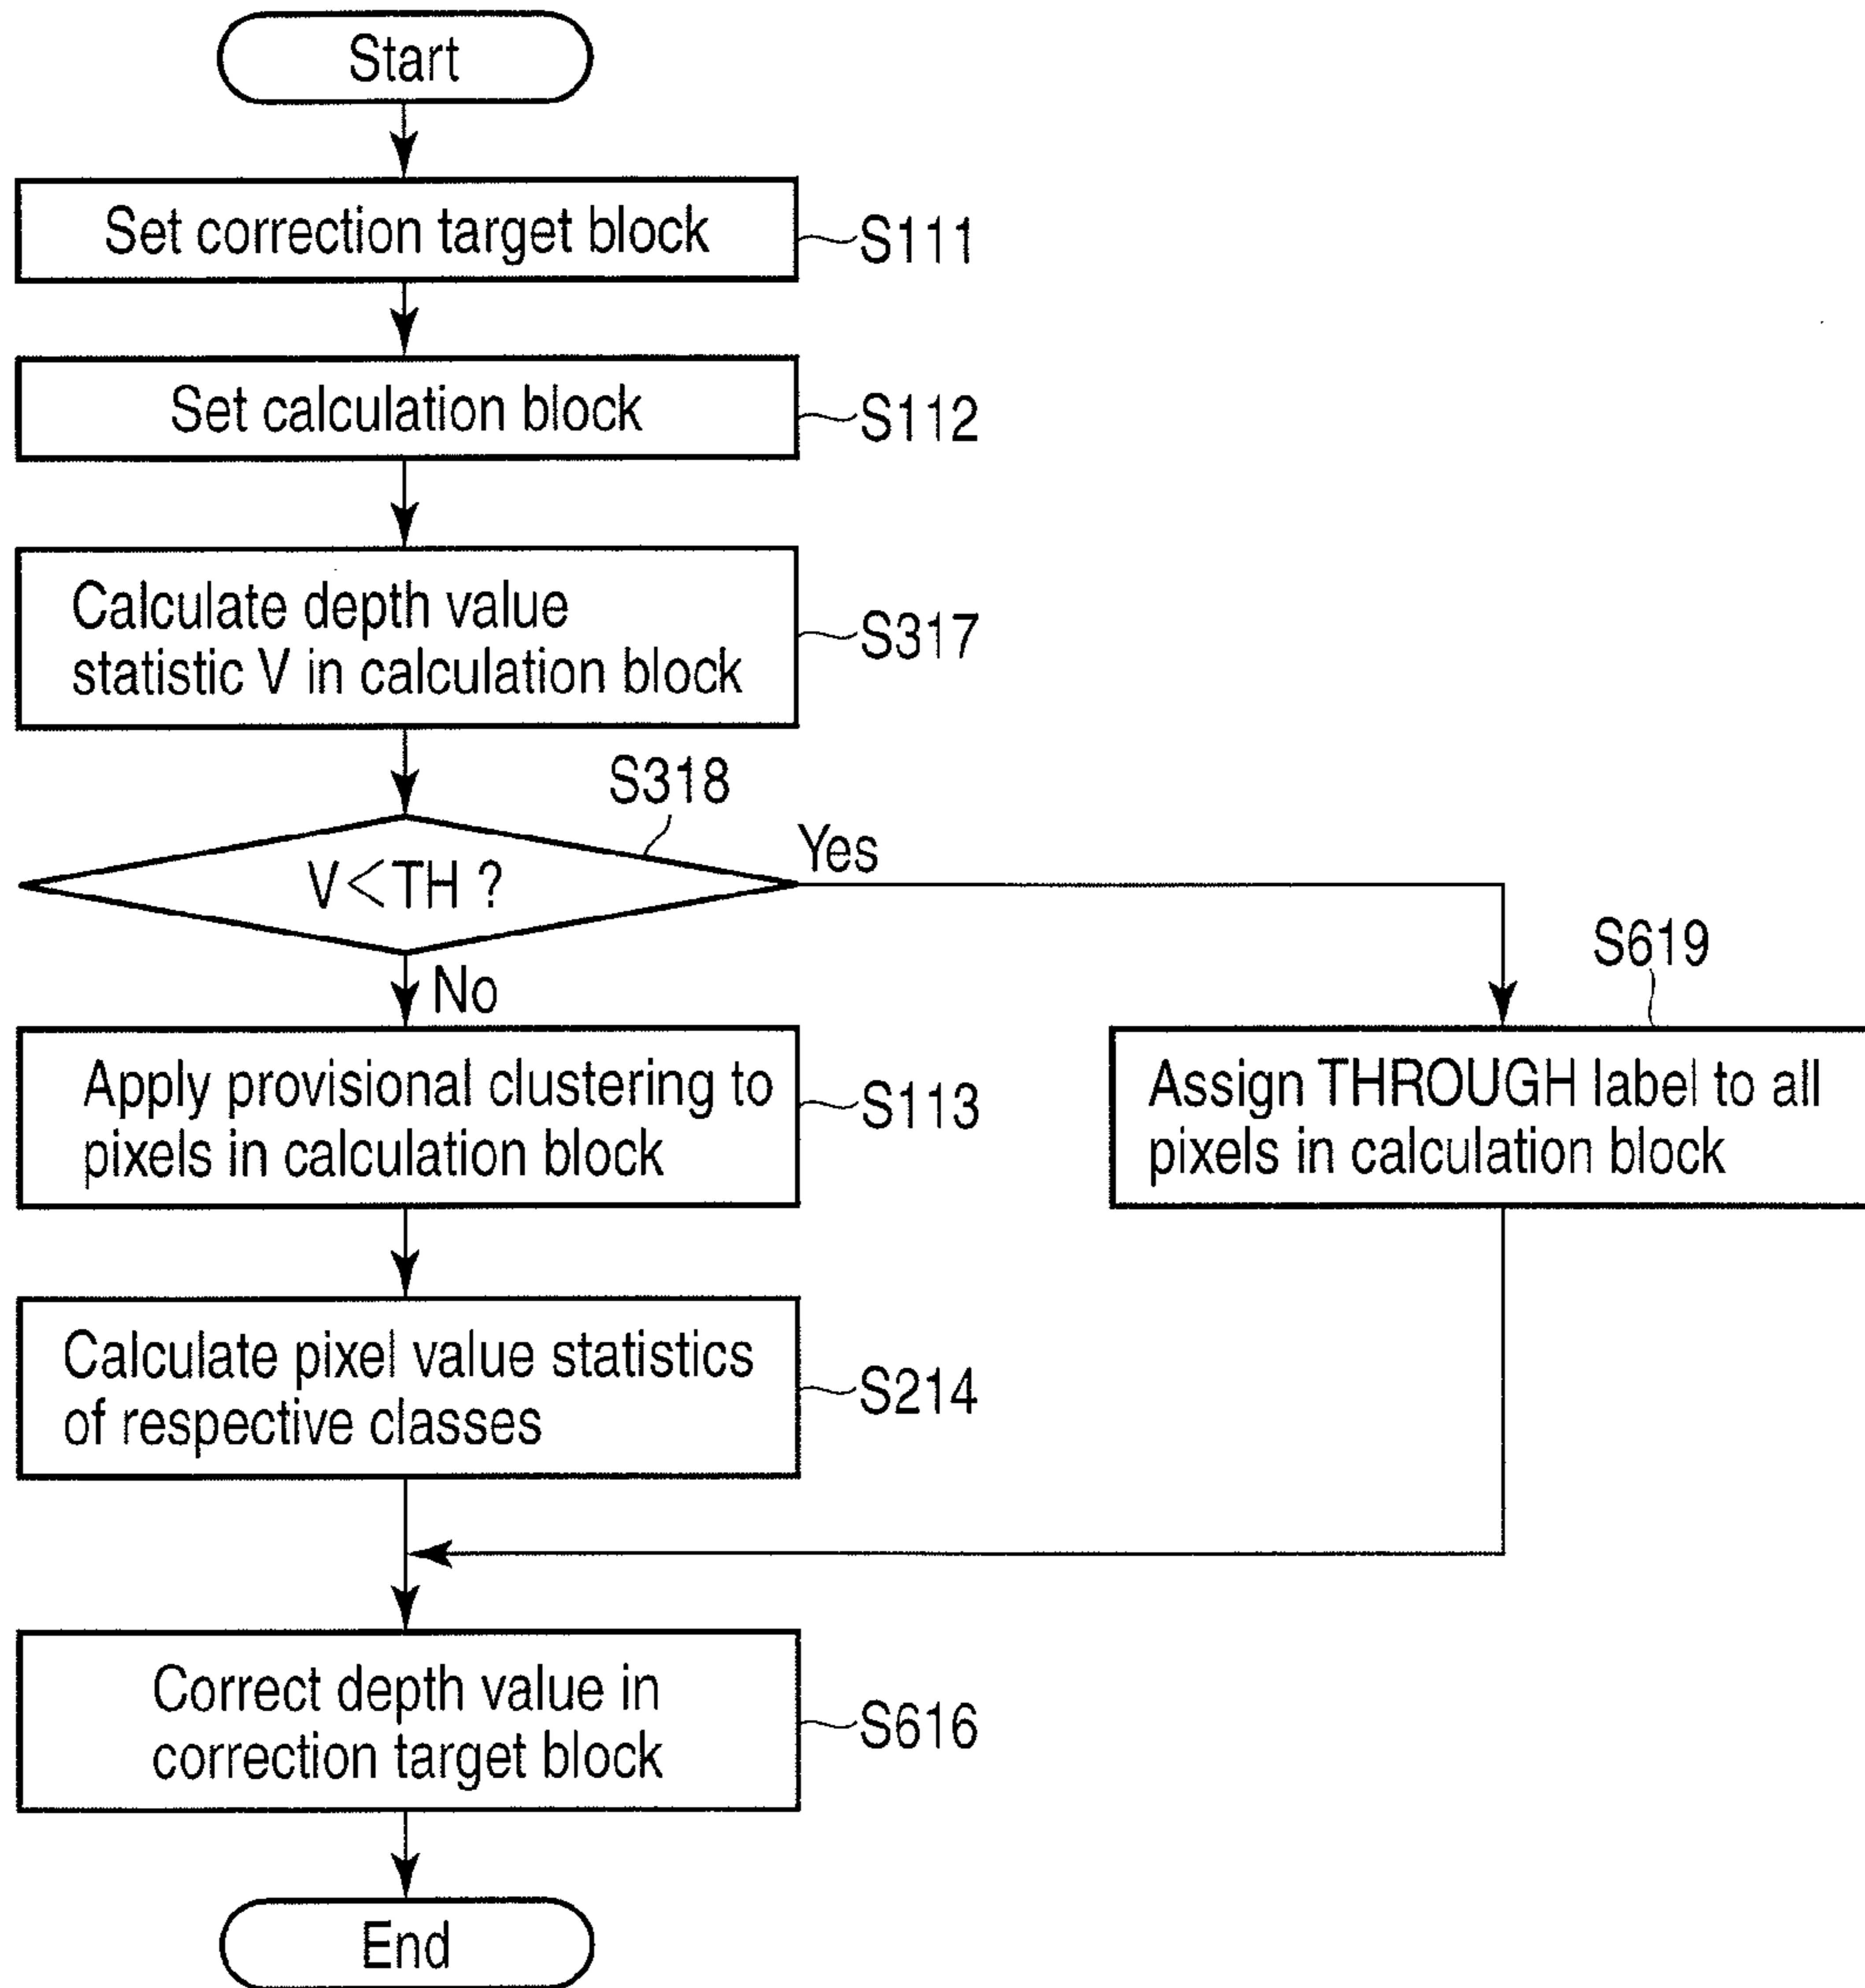 Start
Set correction target block
S111
Set calculation block
S112
Calculate depth value
statistic V in calculation block
S317
S318
V<TH ?
Yes
No
S619
Apply provisional clustering to
pixels in calculation block
S113
Assign THROUGH label to all
pixels in calculation block
Calculate pixel value statistics
of respective classes
S214
Correct depth value in
correction target block
S616
End